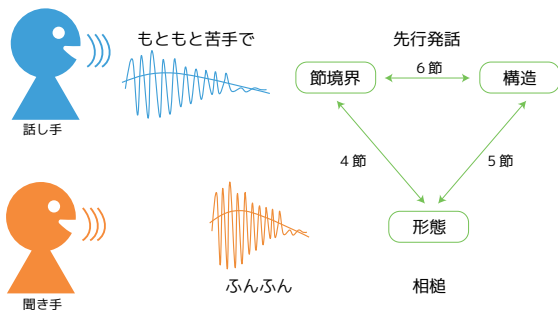 もともと苦手で
先行発話
節境界
6 節
構造
話し手
4 節
5 節
形態
ふんふん
相槌
聞き手